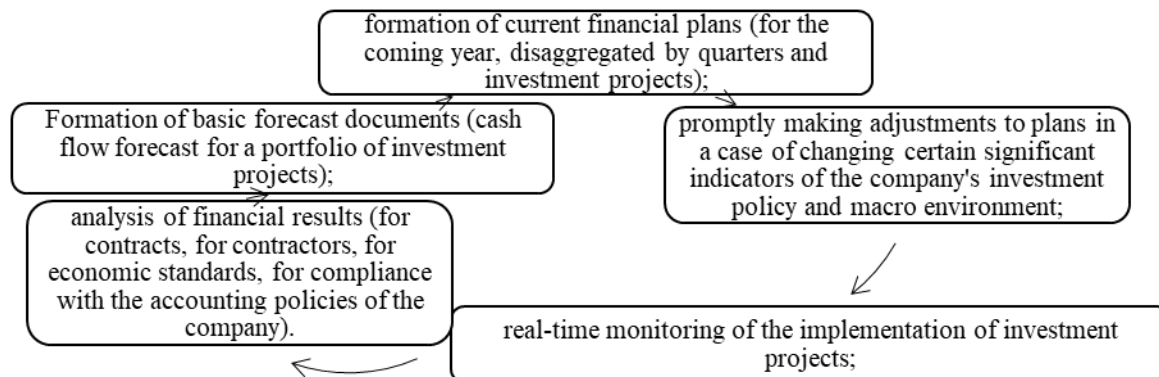 formation of current financial plans (for the
coming year, disaggregated by quarters and
investment projects);
Formation of basic forecast documents (cash
flow forecast for a portfolio of investment
projects);
promptly making adjustments to plans in
a case of changing certain significant
indicators of the company's investment
policy and macro environment;
analysis of financial results (for
contracts, for contractors, for
economic standards, for compliance
with the accounting policies of the
company).
real-time monitoring of the implementation of investment
projects;